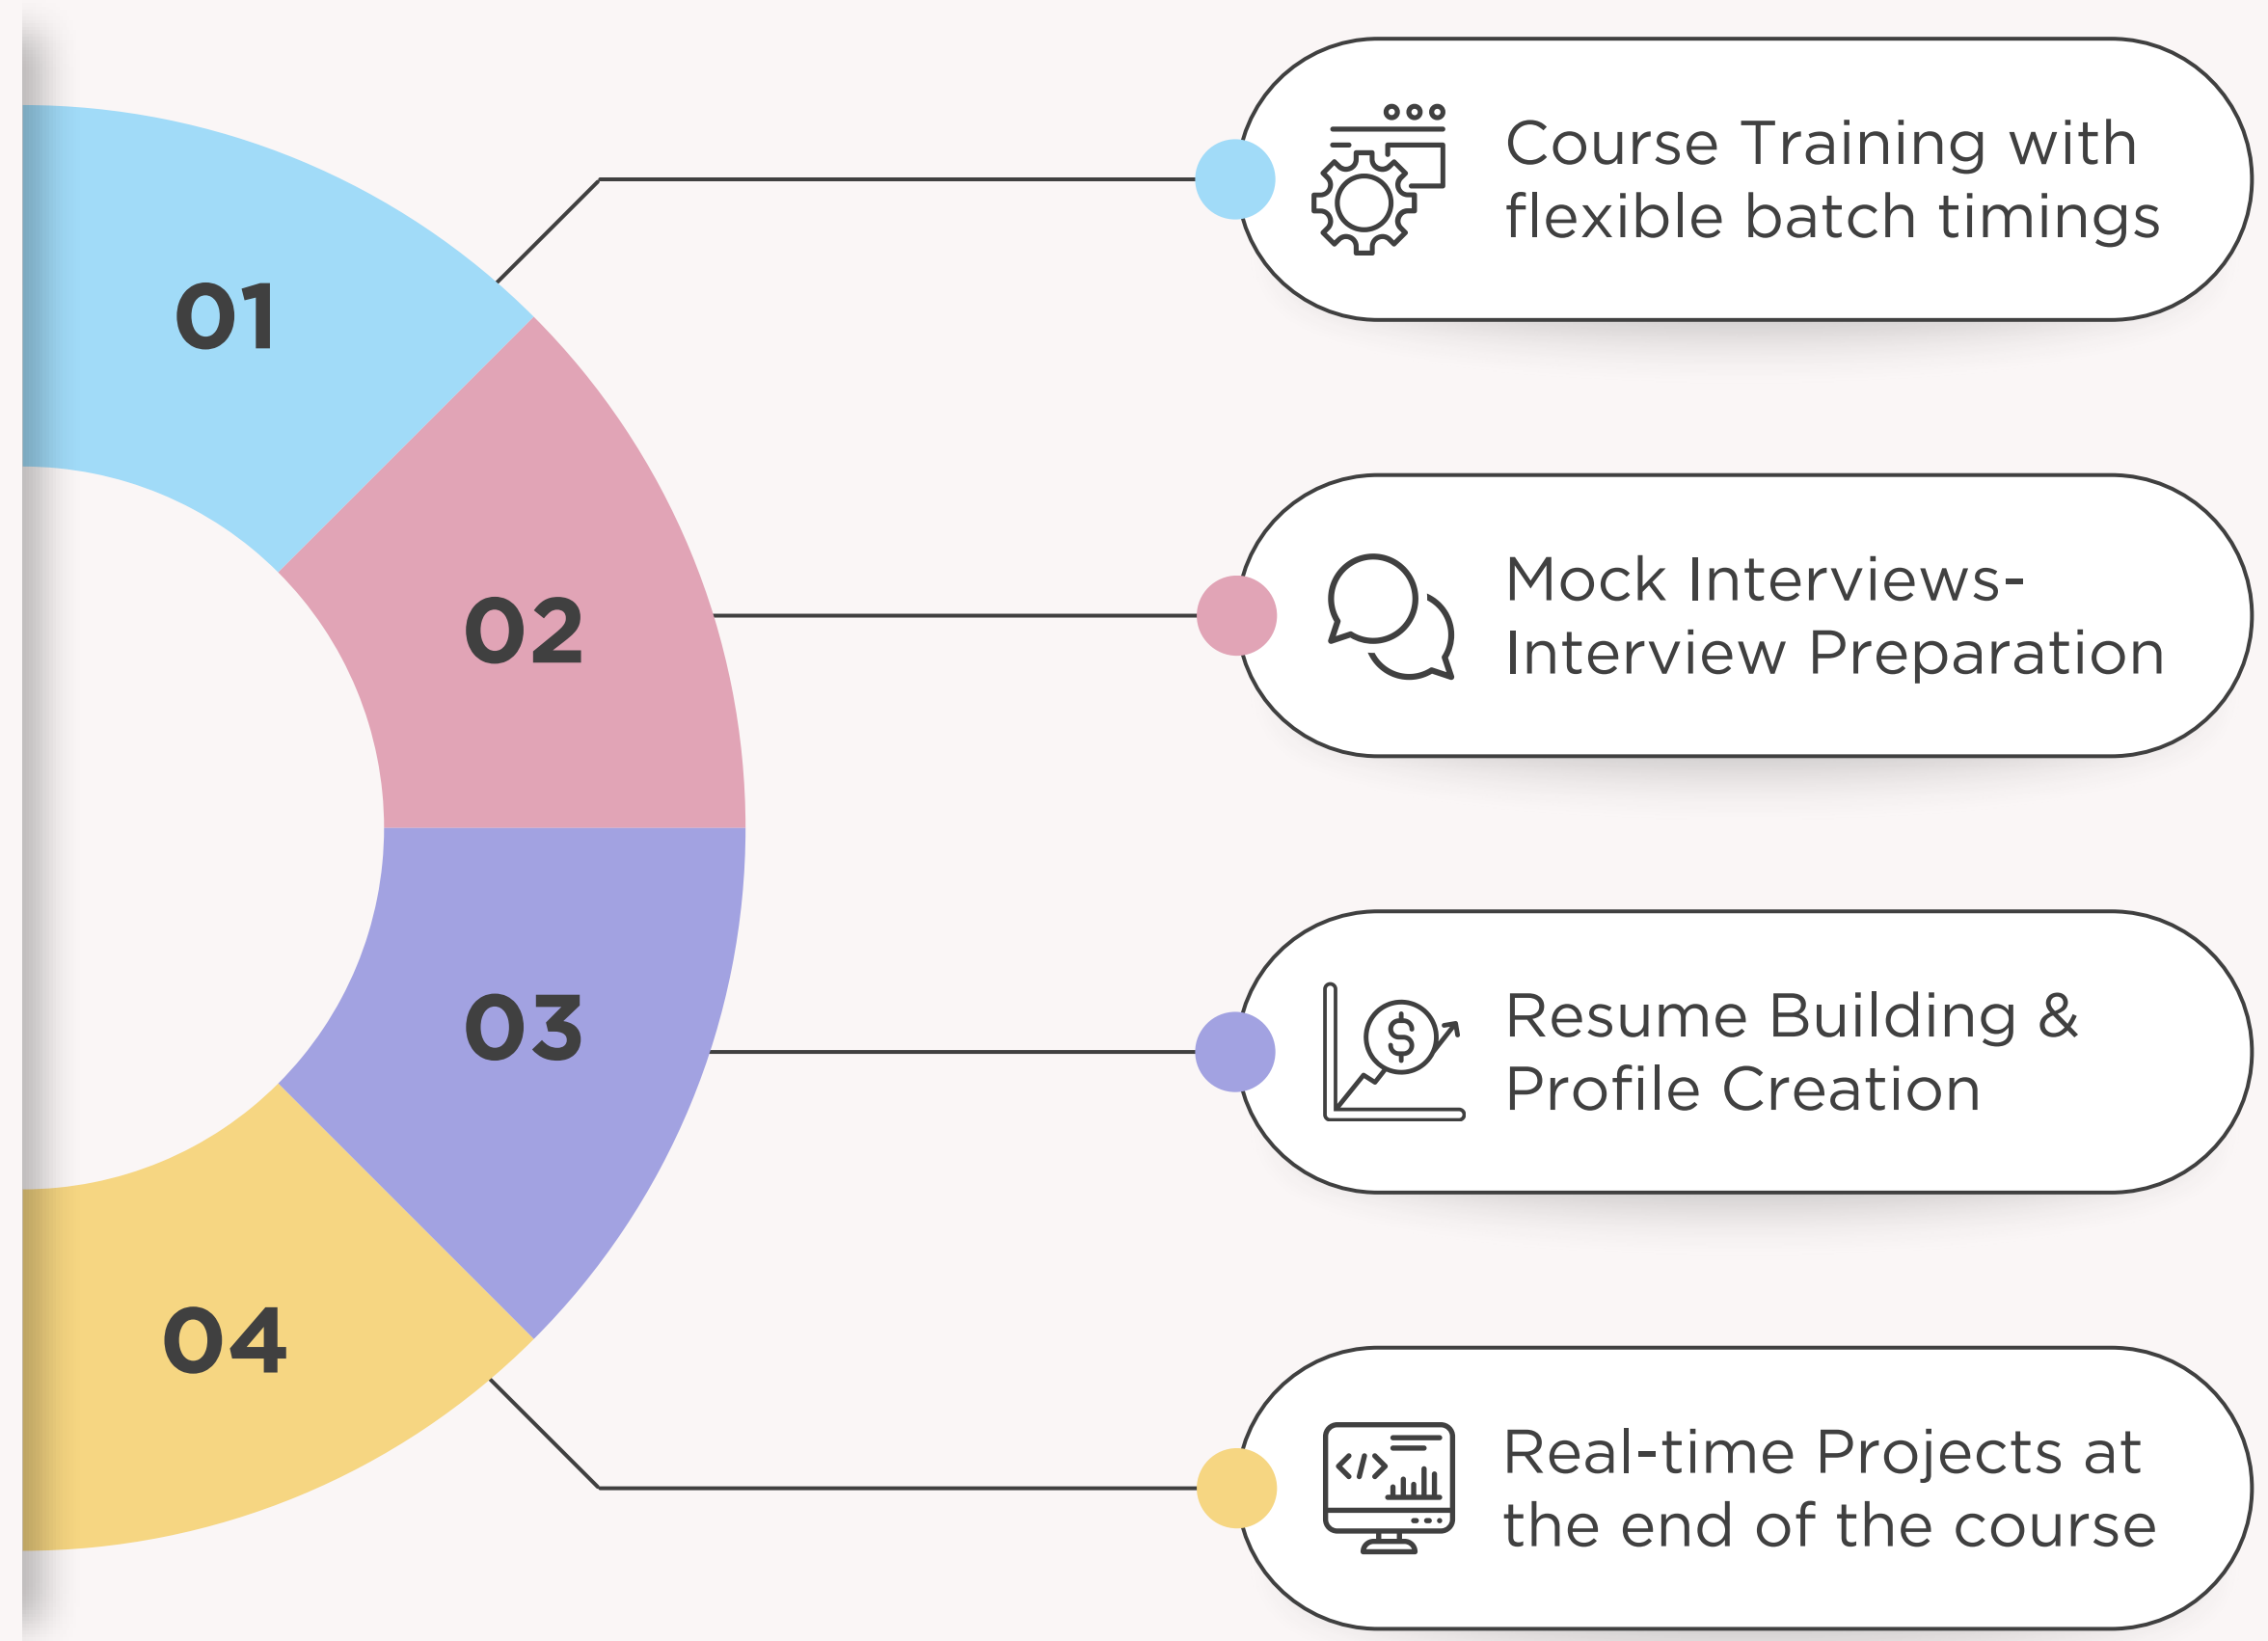 01
Course Training with
flexible batch timings
02
Mock Interviews-
Interview Preparation
03
Resume Building &
Profile Creation
04
Real-time Projects at
the end of the course